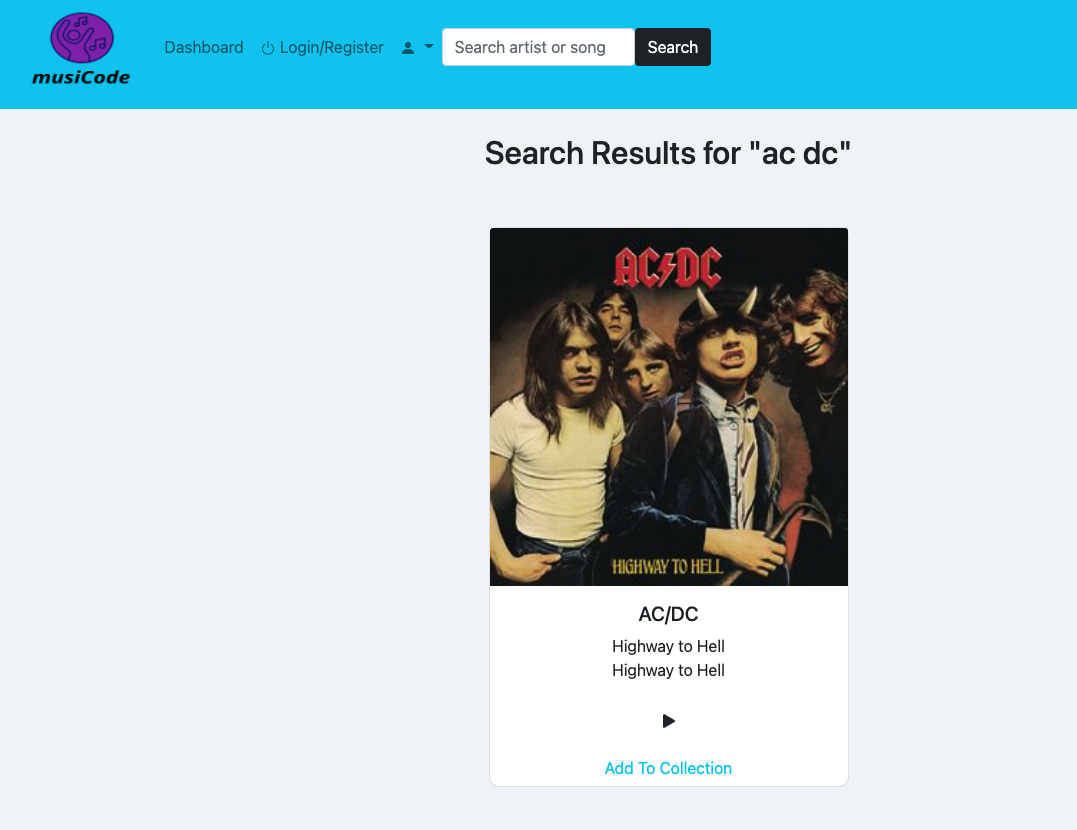 musiCode
Dashboard
Login/Register
Search artist or song
Search
Search Results for "ac dc"
AC/DC
HIGHWAY TO HELL
AC/DC
Highway to Hell
Highway to Hell
Add To Collection